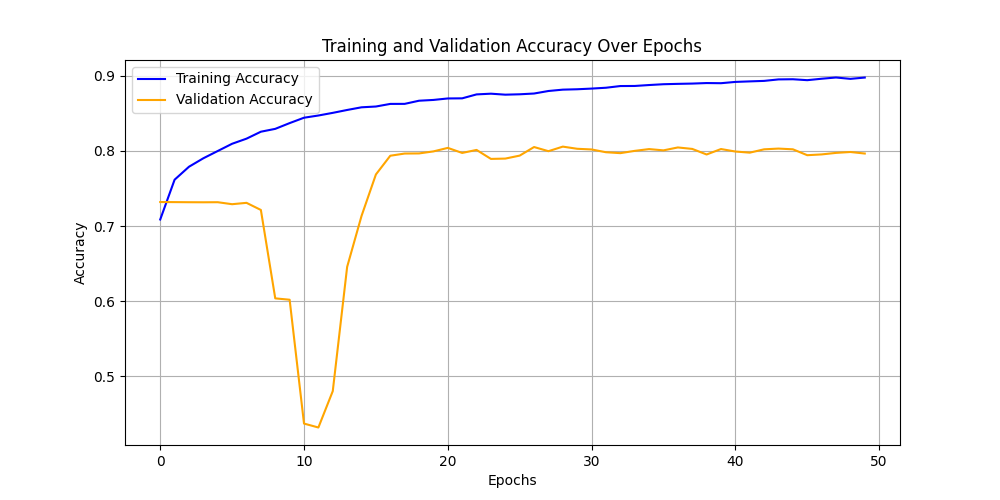 Training and Validation Accuracy Over Epochs
Training Accuracy
Validation Accuracy
0.9
0.8
0.7
0.6
0.5
Accuracy
0 10 20 30 40 50
Epochs